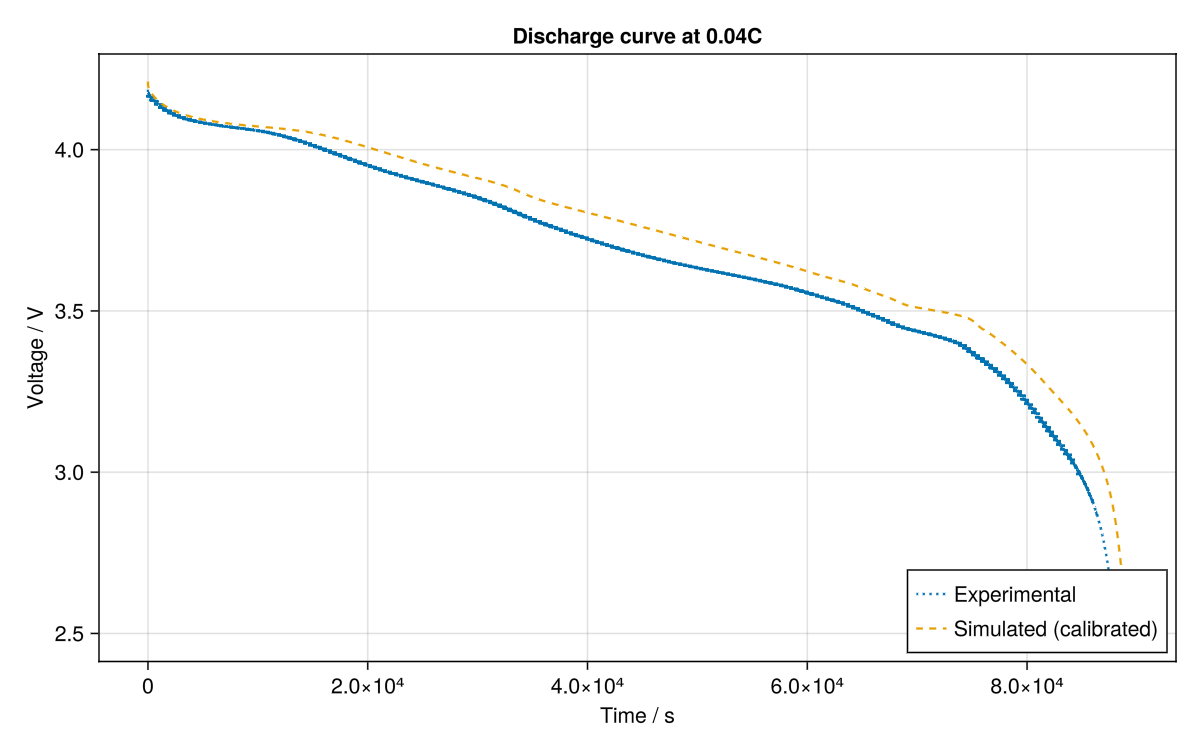 Discharge curve at 0.04C
Voltage / V
4.0
3.5
3.0
2.5
0
2.0×10⁴
4.0×10⁴
6.0×10⁴
8.0×10⁴
Time / s
Experimental
Simulated (calibrated)